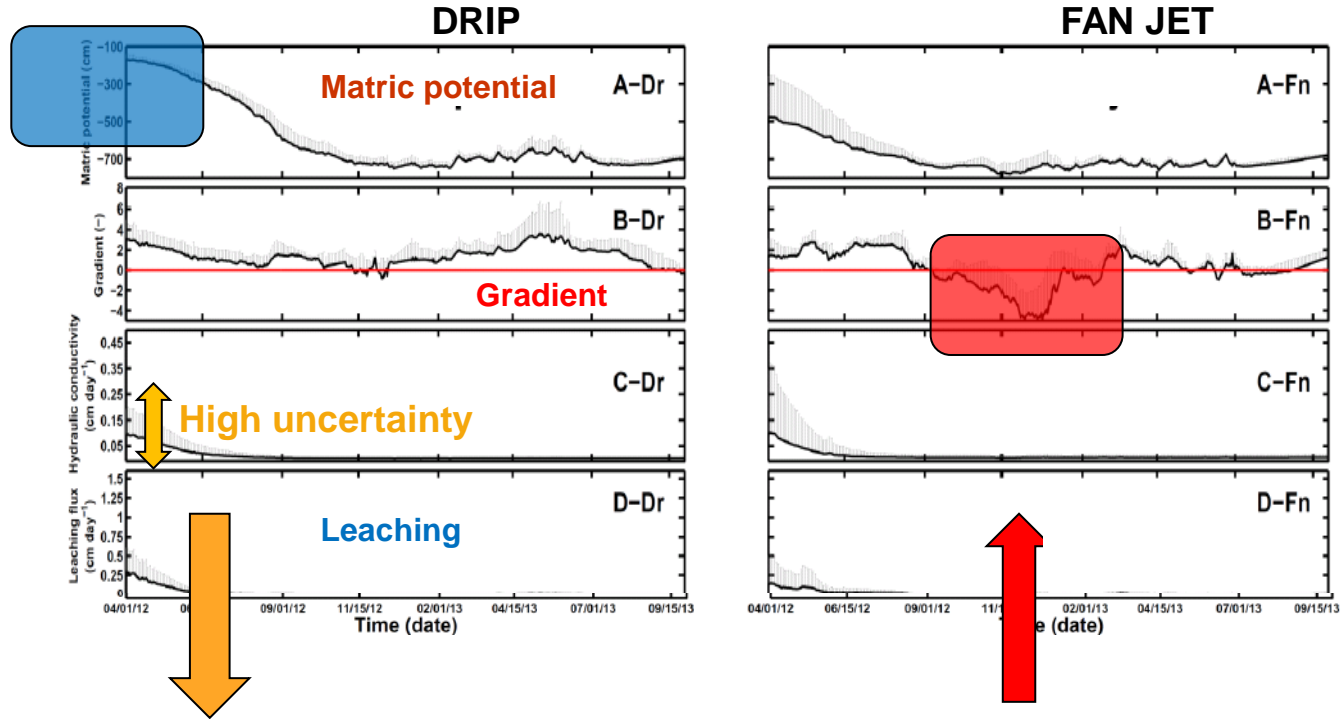 DRIP
FAN JET
Matric potential (cm)
−100
−300
−500
−700
Matric potential
A−Dr
A−Fn
Gradient (−)
8
6
4
2
0
−2
−4
Gradient
B−Dr
B−Fn
Hydraulic conductivity
(cm day⁻¹)
0.45
0.35
0.25
0.15
0.05
High uncertainty
C−Dr
C−Fn
Leaching flux
(cm day⁻¹)
1.5
1.25
1
0.75
0.5
0.25
0
Leaching
D−Dr
D−Fn
04/01/12 09/01/12 11/15/12 02/01/13 04/15/13 07/01/13 09/15/13
Time (date)
04/01/12 06/15/12 09/01/12 02/01/13 04/15/13 07/01/13 09/15/13
(date)